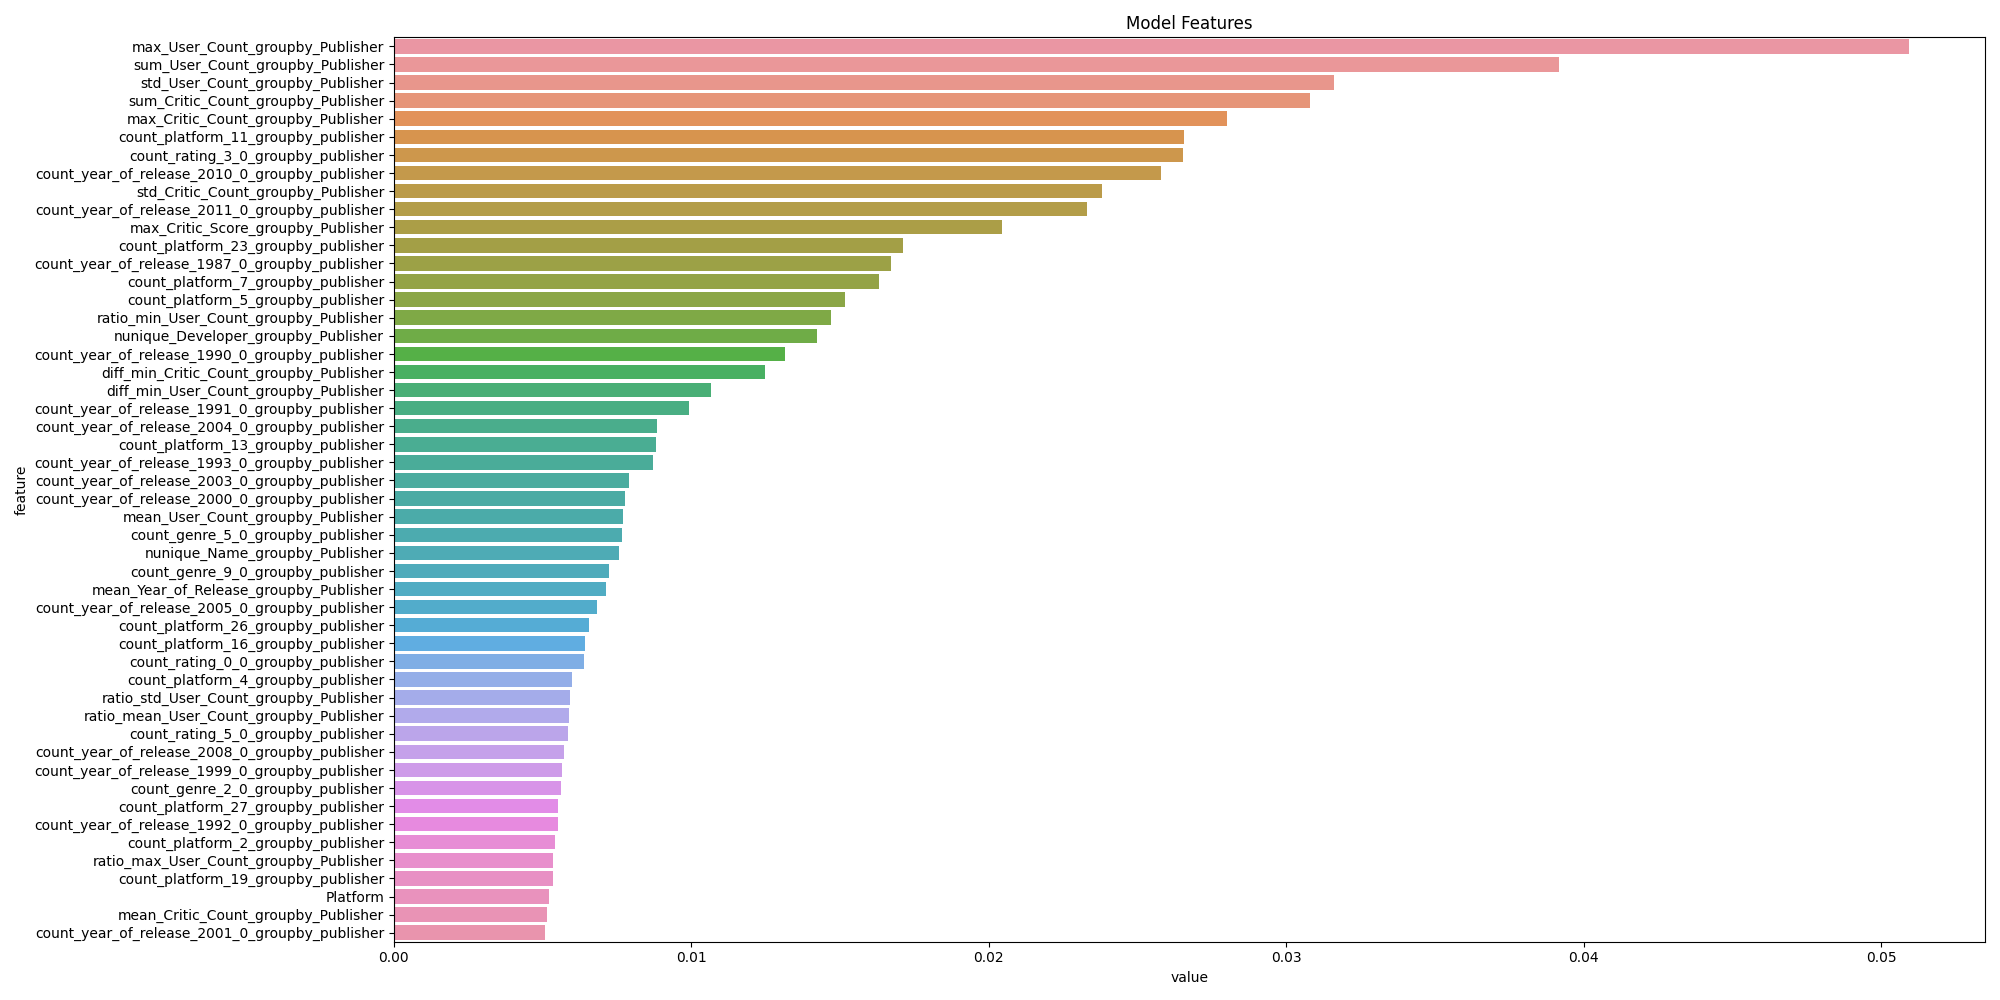 Model Features
max_User_Count_groupby_Publisher
sum_User_Count_groupby_Publisher
std_User_Count_groupby_Publisher
sum_Critic_Count_groupby_Publisher
max_Critic_Count_groupby_Publisher
count_platform_11_groupby_publisher
count_rating_3_0_groupby_publisher
count_year_of_release_2010_0_groupby_publisher
std_Critic_Count_groupby_Publisher
count_year_of_release_2011_0_groupby_publisher
max_Critic_Score_groupby_Publisher
count_platform_23_groupby_publisher
count_year_of_release_1987_0_groupby_publisher
count_platform_7_groupby_publisher
count_platform_5_groupby_publisher
ratio_min_User_Count_groupby_Publisher
nunique_Developer_groupby_Publisher
count_year_of_release_1990_0_groupby_publisher
diff_min_Critic_Count_groupby_Publisher
diff_min_User_Count_groupby_Publisher
count_year_of_release_1991_0_groupby_publisher
count_year_of_release_2004_0_groupby_publisher
count_platform_13_groupby_publisher
count_year_of_release_1993_0_groupby_publisher
count_year_of_release_2003_0_groupby_publisher
count_year_of_release_2000_0_groupby_publisher
mean_User_Count_groupby_Publisher
count_genre_5_0_groupby_publisher
nunique_Name_groupby_Publisher
count_genre_9_0_groupby_publisher
mean_Year_of_Release_groupby_Publisher
count_year_of_release_2005_0_groupby_publisher
count_platform_26_groupby_publisher
count_platform_16_groupby_publisher
count_rating_0_0_groupby_publisher
count_platform_4_groupby_publisher
ratio_std_User_Count_groupby_Publisher
ratio_mean_User_Count_groupby_Publisher
count_rating_5_0_groupby_publisher
count_year_of_release_2008_0_groupby_publisher
count_year_of_release_1999_0_groupby_publisher
count_genre_2_0_groupby_publisher
count_platform_27_groupby_publisher
count_year_of_release_1992_0_groupby_publisher
count_platform_2_groupby_publisher
ratio_max_User_Count_groupby_Publisher
count_platform_19_groupby_publisher
Platform
mean_Critic_Count_groupby_Publisher
count_year_of_release_2001_0_groupby_publisher
feature
0.00 0.01 0.02 0.03 0.04 0.05
value